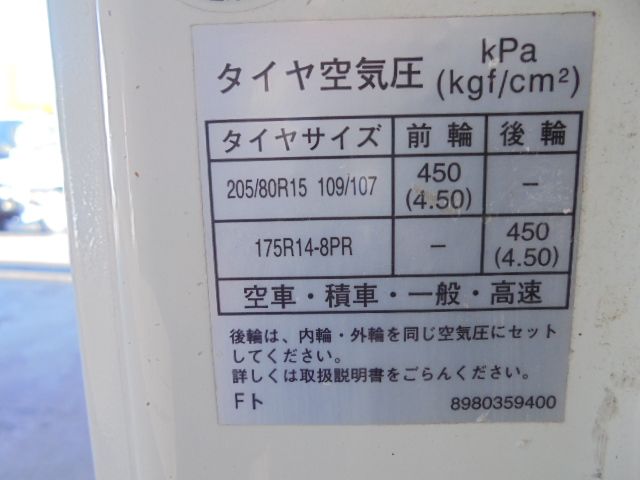 タイヤ空気圧 kPa (kgf/cm²)
タイヤサイズ 前輪 後輪
205/80R15 109/107 450 (4.50) −
175R14-8PR − 450 (4.50)
空車・積車・一般・高速
後輪は、内輪・外輪を同じ空気圧にセット
してください。
詳しくは取扱説明書をごらんください。
Fト 8980359400